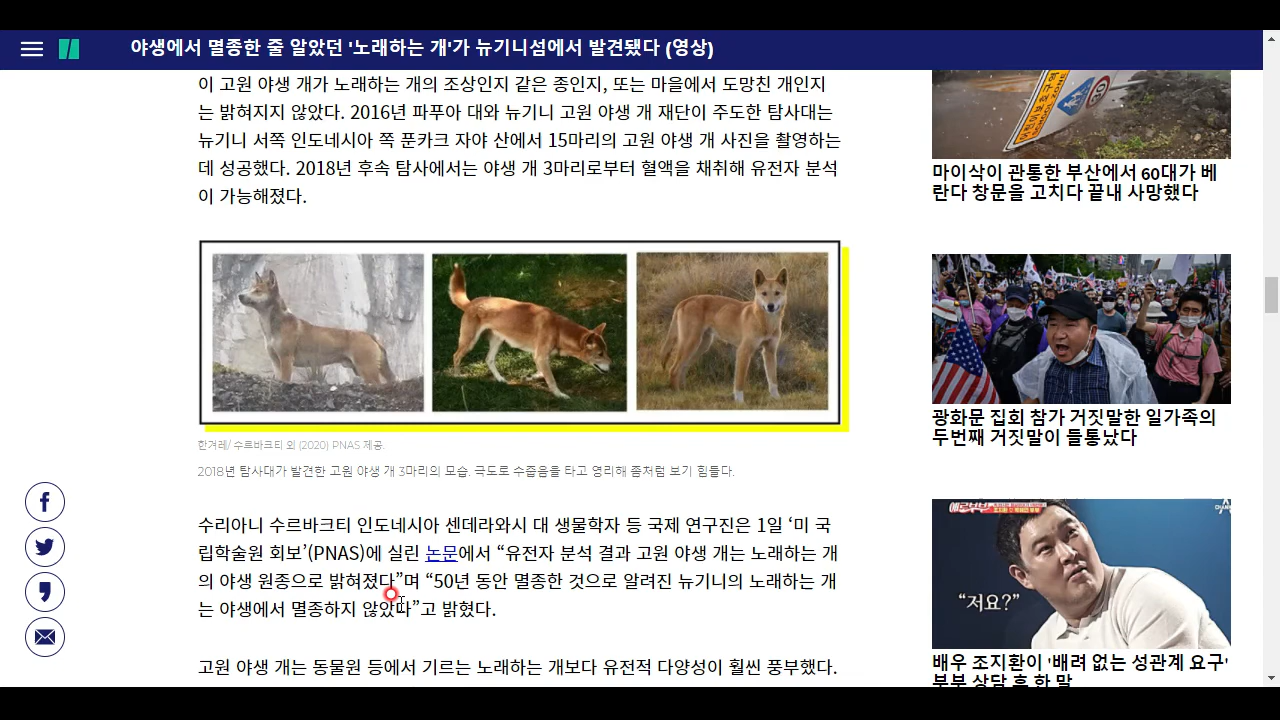 야생에서 멸종한 줄 알았던 '노래하는 개'가 뉴기니섬에서 발견됐다 (영상)
이 고원 야생 개가 노래하는 개의 조상인지 같은 종인지, 또는 마을에서 도망친 개인지
는 밝혀지지 않았다. 2016년 파푸아 대와 뉴기니 고원 야생 개 재단이 주도한 탐사대는
뉴기니 서쪽 인도네시아 쪽 푼카크 자야 산에서 15마리의 고원 야생 개 사진을 촬영하는
데 성공했다. 2018년 후속 탐사에서는 야생 개 3마리로부터 혈액을 채취해 유전자 분석
이 가능해졌다.
한겨레/ 수르바크티 외 (2020) PNAS 제공.
2018년 탐사대가 발견한 고원 야생 개 3마리의 모습. 극도로 수줍음을 타고 영리해 좀처럼 보기 힘들다.
수리아니 수르바크티 인도네시아 센데라와시 대 생물학자 등 국제 연구진은 1일 ‘미 국
립학술원 회보’(PNAS)에 실린 논문에서 “유전자 분석 결과 고원 야생 개는 노래하는 개
의 야생 원종으로 밝혀졌다”며 “50년 동안 멸종한 것으로 알려진 뉴기니의 노래하는 개
는 야생에서 멸종하지 않았다”고 밝혔다.
고원 야생 개는 동물원 등에서 기르는 노래하는 개보다 유전적 다양성이 훨씬 풍부했다.
어린이보호구역
30
마이삭이 관통한 부산에서 60대가 베
란다 창문을 고치다 끝내 사망했다
광화문 집회 참가 거짓말한 일가족의
두번째 거짓말이 들통났다
“저요?”
배우 조지환이 '배려 없는 성관계 요구'
부부 상담 후 한 말